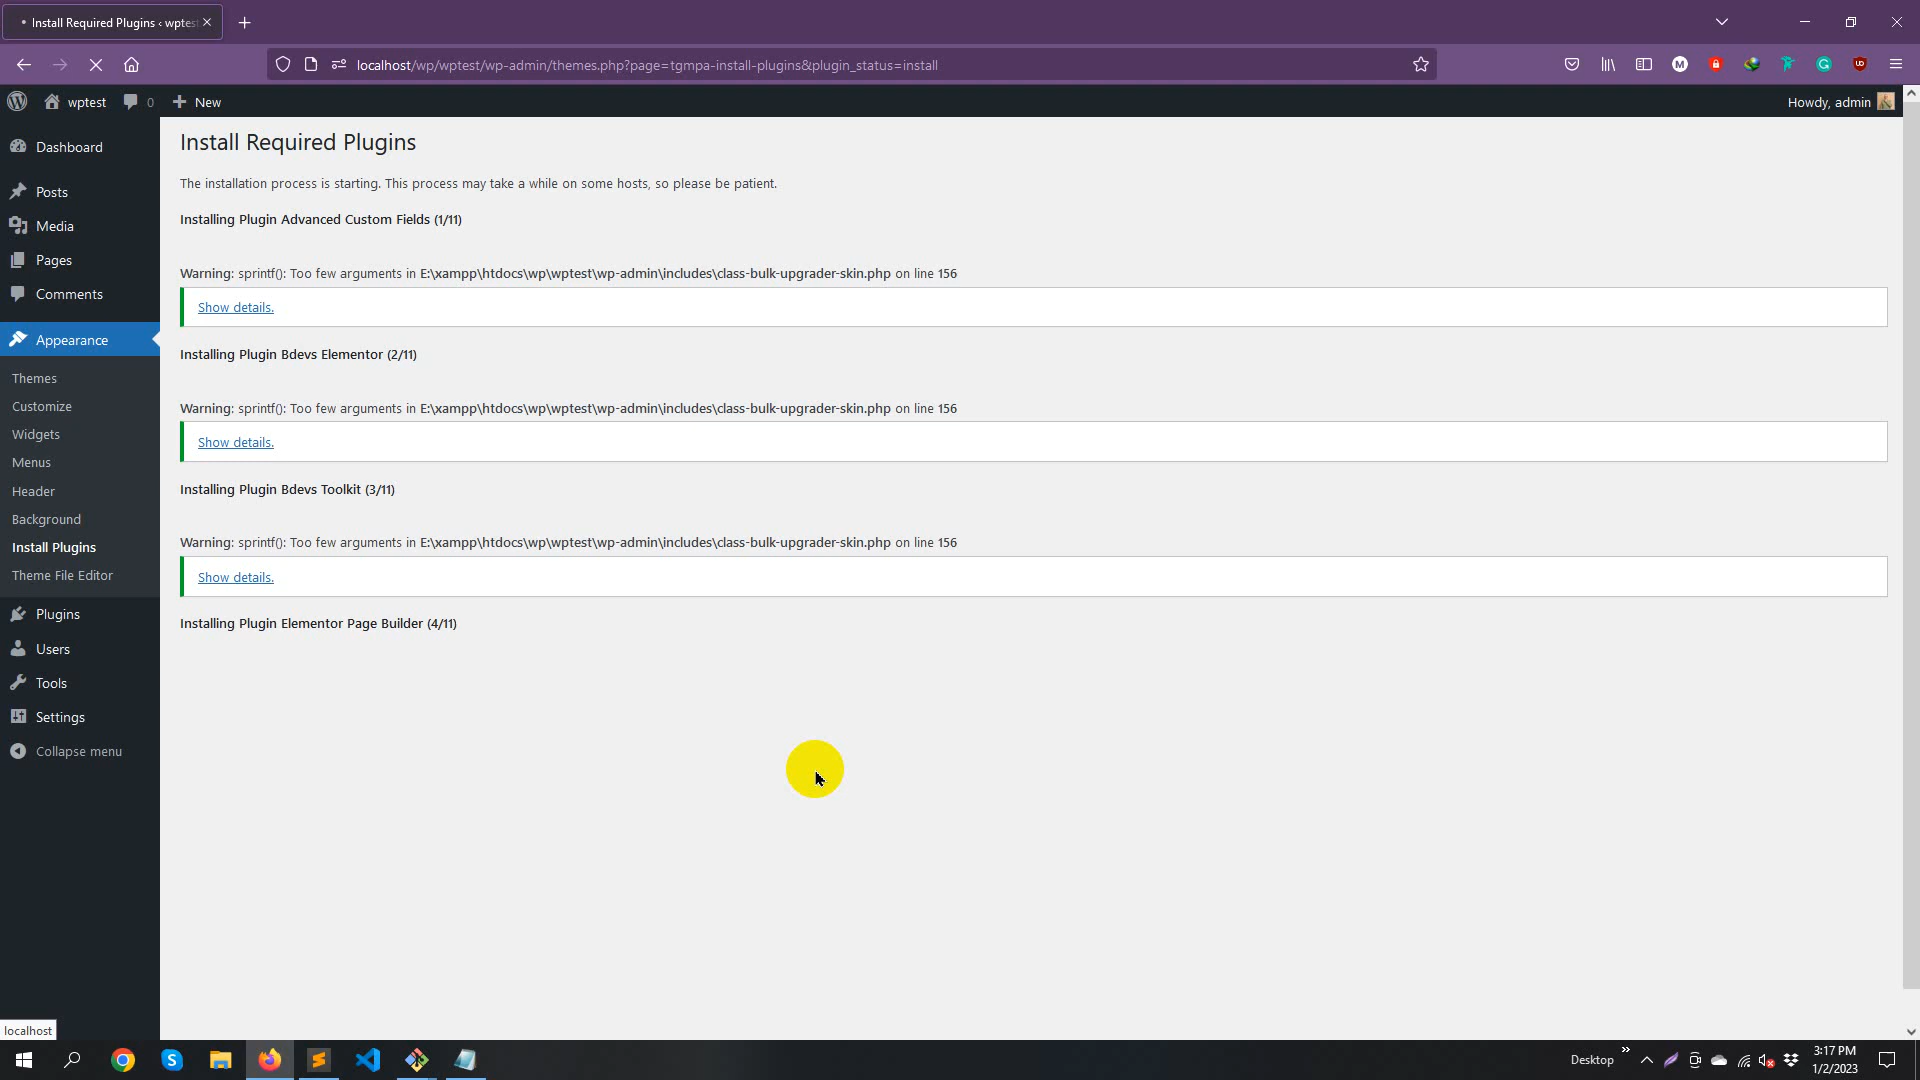 Install Required Plugins ‹ wptes
localhost/wp/wptest/wp-admin/themes.php?page=tgmpa-install-plugins&plugin_status=install
wptest
0
New
Howdy, admin
Dashboard
Posts
Media
Pages
Comments
Appearance
Themes
Customize
Widgets
Menus
Header
Background
Install Plugins
Theme File Editor
Plugins
Users
Tools
Settings
Collapse menu
Install Required Plugins
The installation process is starting. This process may take a while on some hosts, so please be patient.
Installing Plugin Advanced Custom Fields (1/11)
Warning: sprintf(): Too few arguments in E:\xampp\htdocs\wp\wptest\wp-admin\includes\class-bulk-upgrader-skin.php on line 156
Show details.
Installing Plugin Bdevs Elementor (2/11)
Warning: sprintf(): Too few arguments in E:\xampp\htdocs\wp\wptest\wp-admin\includes\class-bulk-upgrader-skin.php on line 156
Show details.
Installing Plugin Bdevs Toolkit (3/11)
Warning: sprintf(): Too few arguments in E:\xampp\htdocs\wp\wptest\wp-admin\includes\class-bulk-upgrader-skin.php on line 156
Show details.
Installing Plugin Elementor Page Builder (4/11)
localhost
Desktop
3:17 PM
1/2/2023